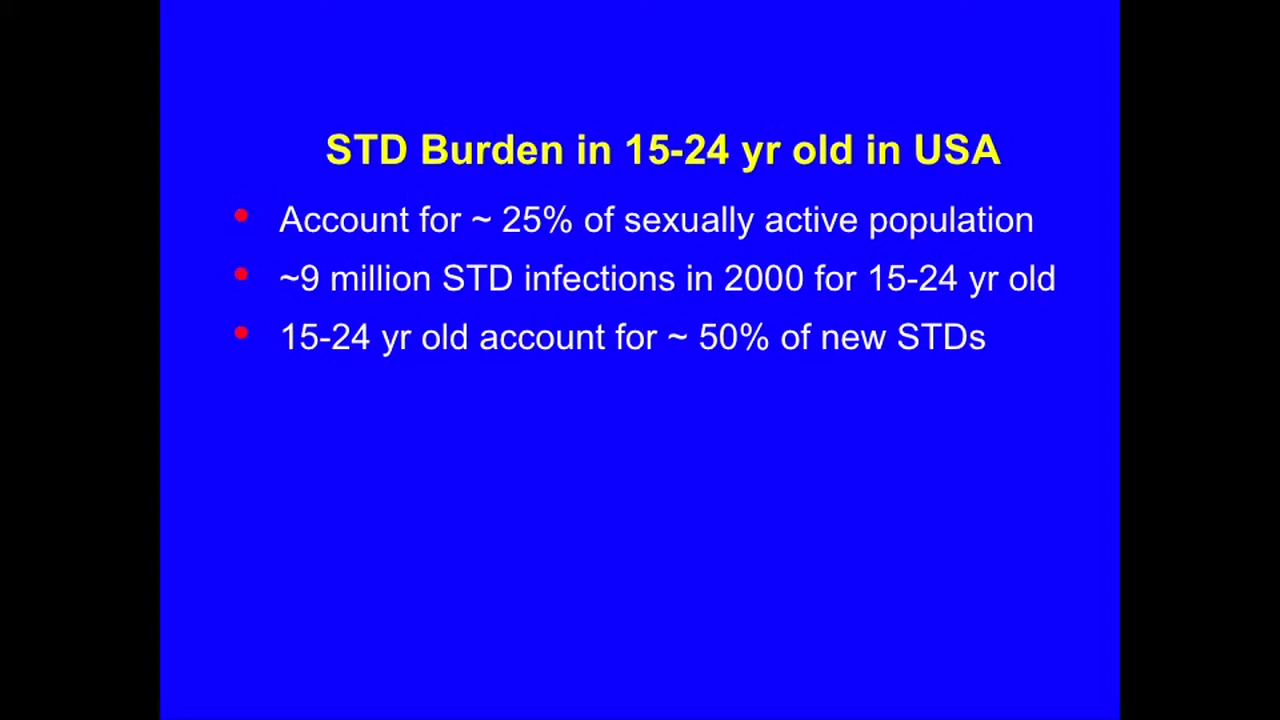 STD Burden in 15-24 yr old in USA
• Account for ~ 25% of sexually active population
• ~9 million STD infections in 2000 for 15-24 yr old
• 15-24 yr old account for ~ 50% of new STDs